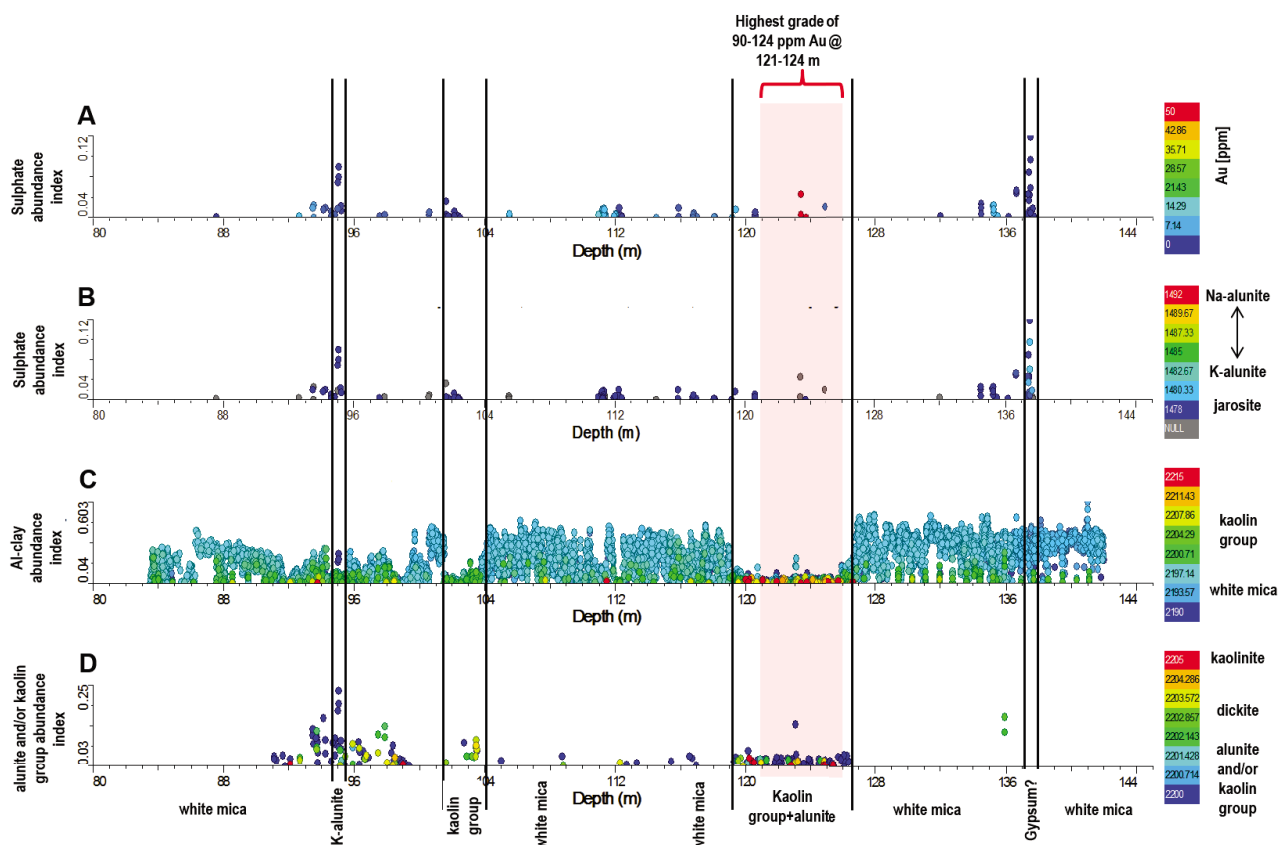 Highest grade of
90-124 ppm Au @
121-124 m
A
Sulphate
abundance
index
0.12
0.04
80
88
96
104
112
120
128
136
144
Depth (m)
50
42.86
35.71
28.57
21.43
14.29
7.14
0
Au [ppm]
B
Sulphate
abundance
index
0.12
0.04
80
88
96
104
112
120
128
136
144
Depth (m)
1492
1489.67
1487.33
1485
1482.67
1480.33
1478
NULL
Na-alunite
K-alunite
jarosite
C
Al-clay
abundance
index
0.603
0.04
80
88
96
104
112
120
128
136
144
Depth (m)
2215
2211.43
2207.86
2204.29
2200.71
2197.14
2193.57
2190
kaolin
group
white mica
D
alunite and/or kaolin
group abundance
index
0.25
0.03
80
88
96
104
112
120
128
136
144
Depth (m)
2205
2204.286
2203.572
2202.857
2202.143
2201.428
2200.714
2200
kaolinite
dickite
alunite
and/or
kaolin
group
white mica
K-alunite
kaolin
group
white mica
white mica
Kaolin
group+alunite
white mica
Gypsum?
white mica